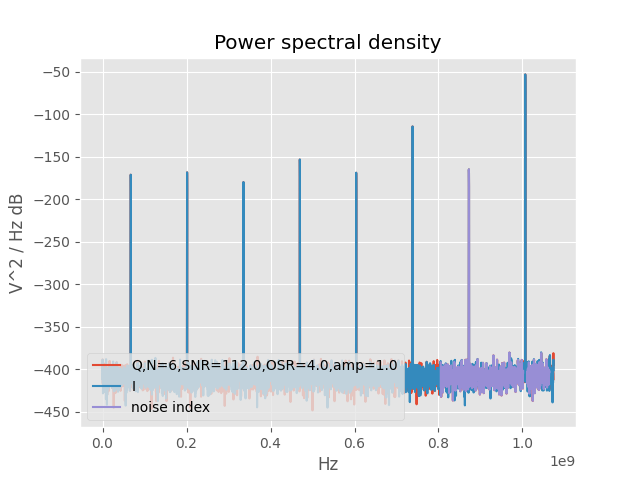 Power spectral density
V^2 / Hz dB
−50
−100
−150
−200
−250
−300
−350
−400
−450
Q,N=6,SNR=112.0,OSR=4.0,amp=1.0
I
noise index
0.0 0.2 0.4 0.6 0.8 1.0
1e9
Hz